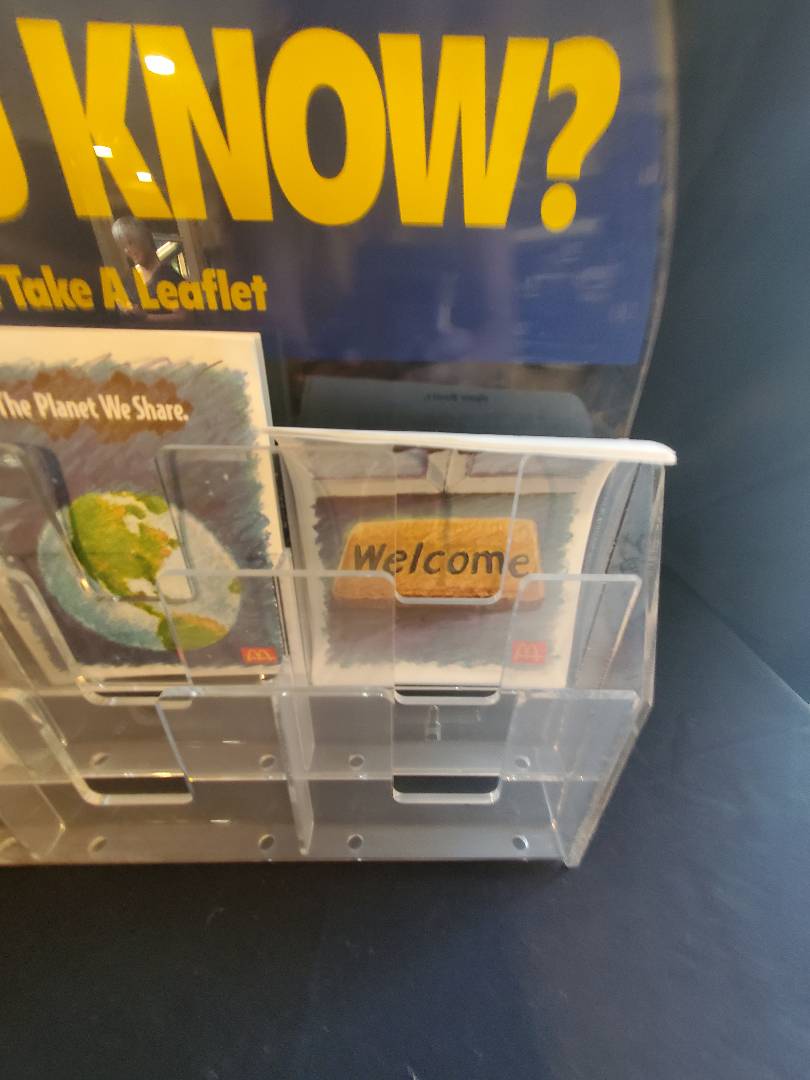 KNOW?
Take A Leaflet
The Planet We Share.
Welcome